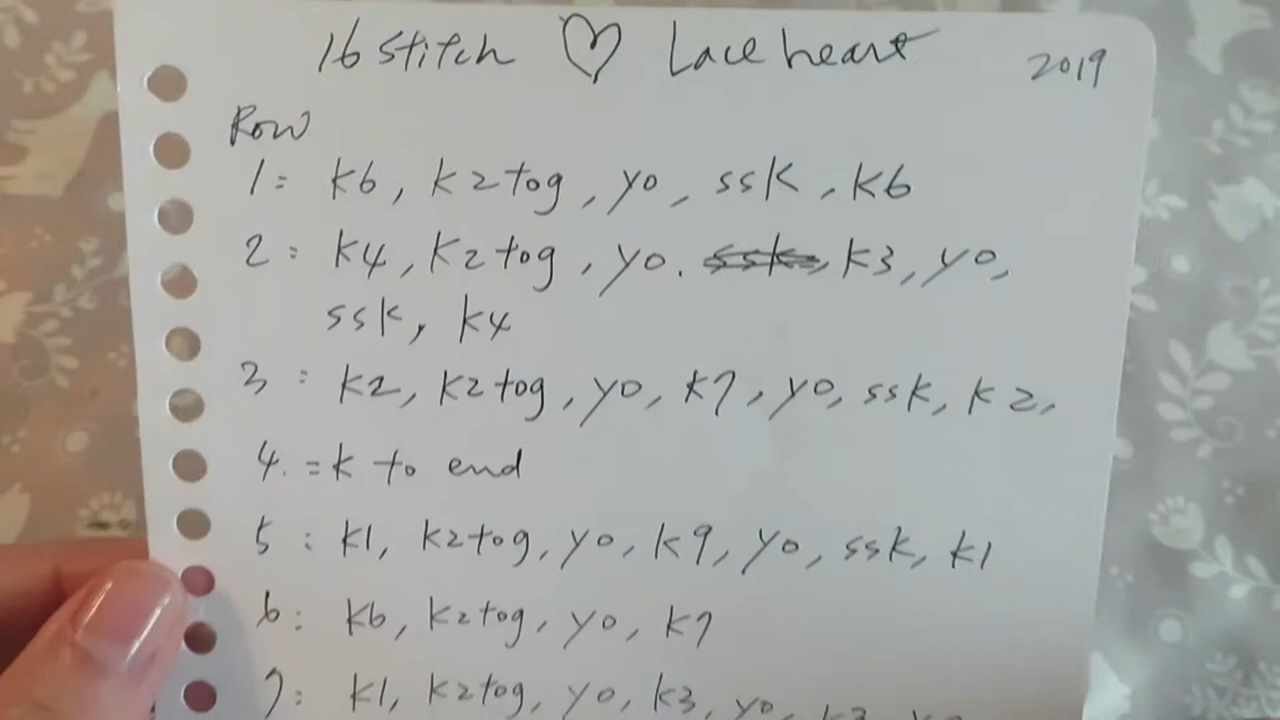 16 stitch ♡ Lace heart 2019
Row
1= k6, k2tog, yo, ssk, k6
2: k4, k2tog, yo. k3, yo,
ssk, k4
3: k2, k2tog, yo, k7, yo, ssk, k2,
4. = k to end
5: k1, k2tog, yo, k9, yo, ssk, k1
6: k6, k2tog, yo, k7
7: k1, k2tog, yo, k3, yo